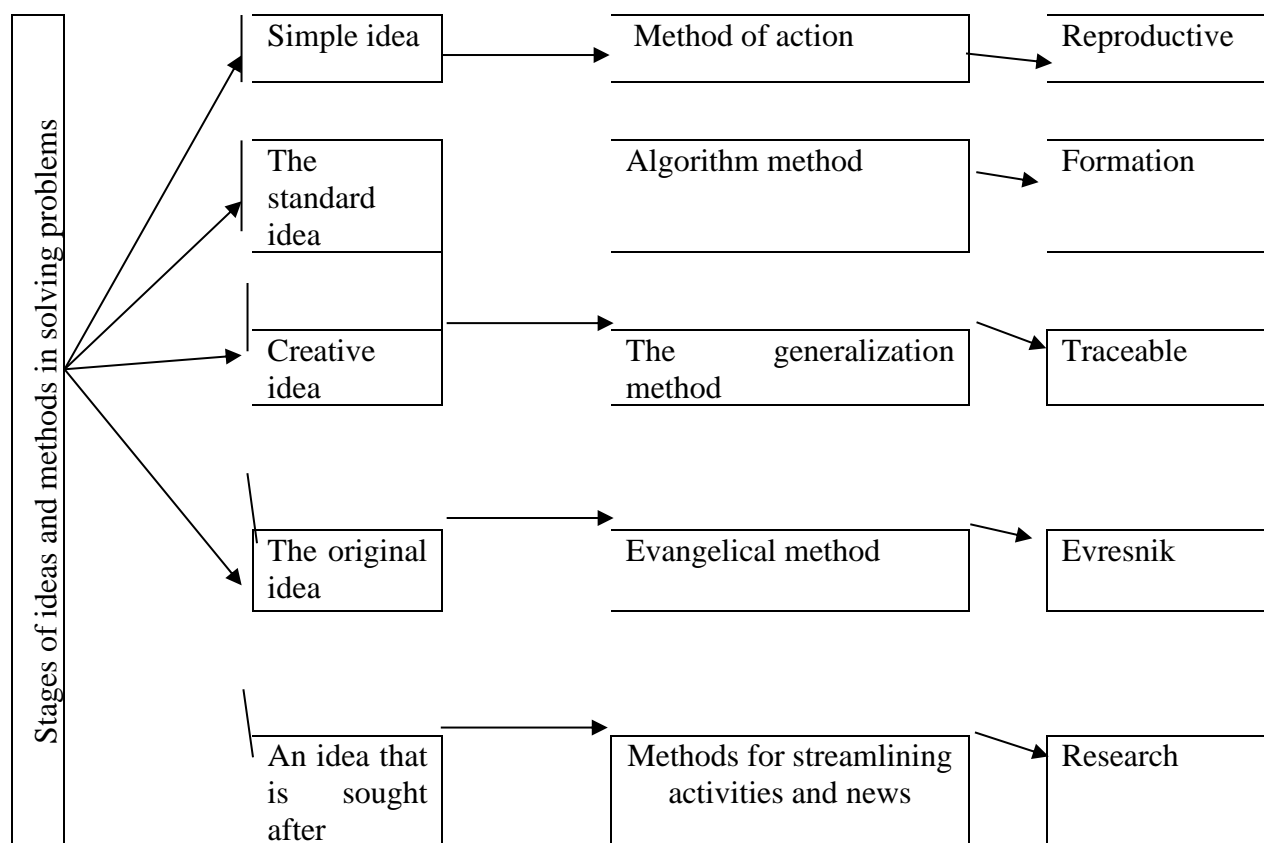 Stages of ideas and methods in solving problems
Simple idea
Method of action
Reproductive
The
standard
idea
Algorithm method
Formation
Creative
idea
The generalization
method
Traceable
The original
idea
Evangelical method
Evresnik
An idea that
is sought
after
Methods for streamlining
activities and news
Research